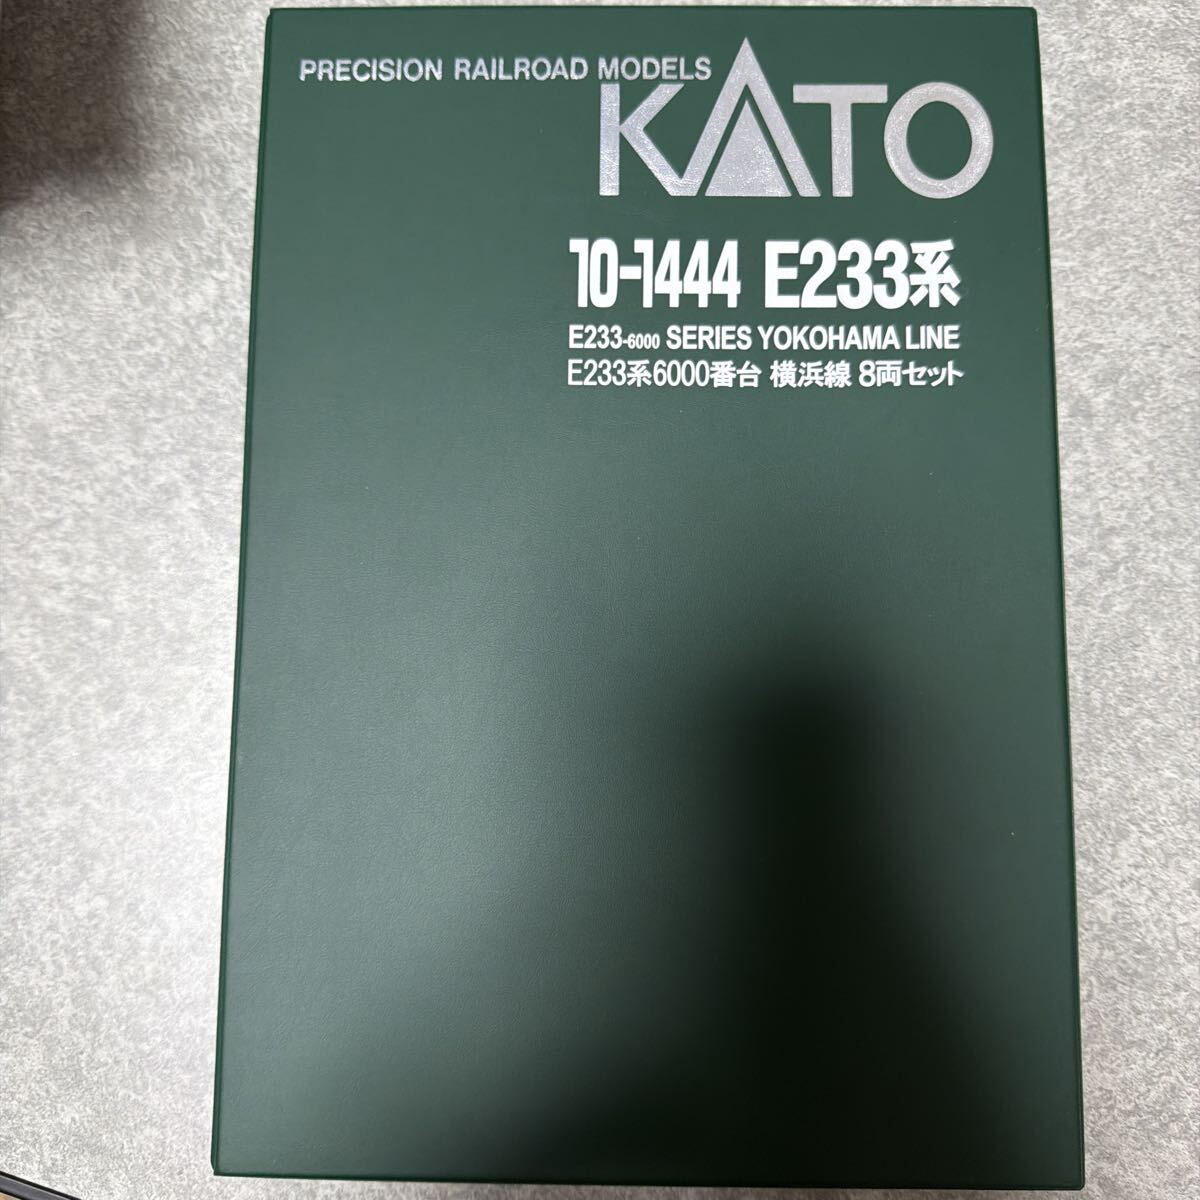 PRECISION RAILROAD MODELS
KATO
10-1444 E233系
E233-6000 SERIES YOKOHAMA LINE
E233系6000番台 横浜線 8両セット